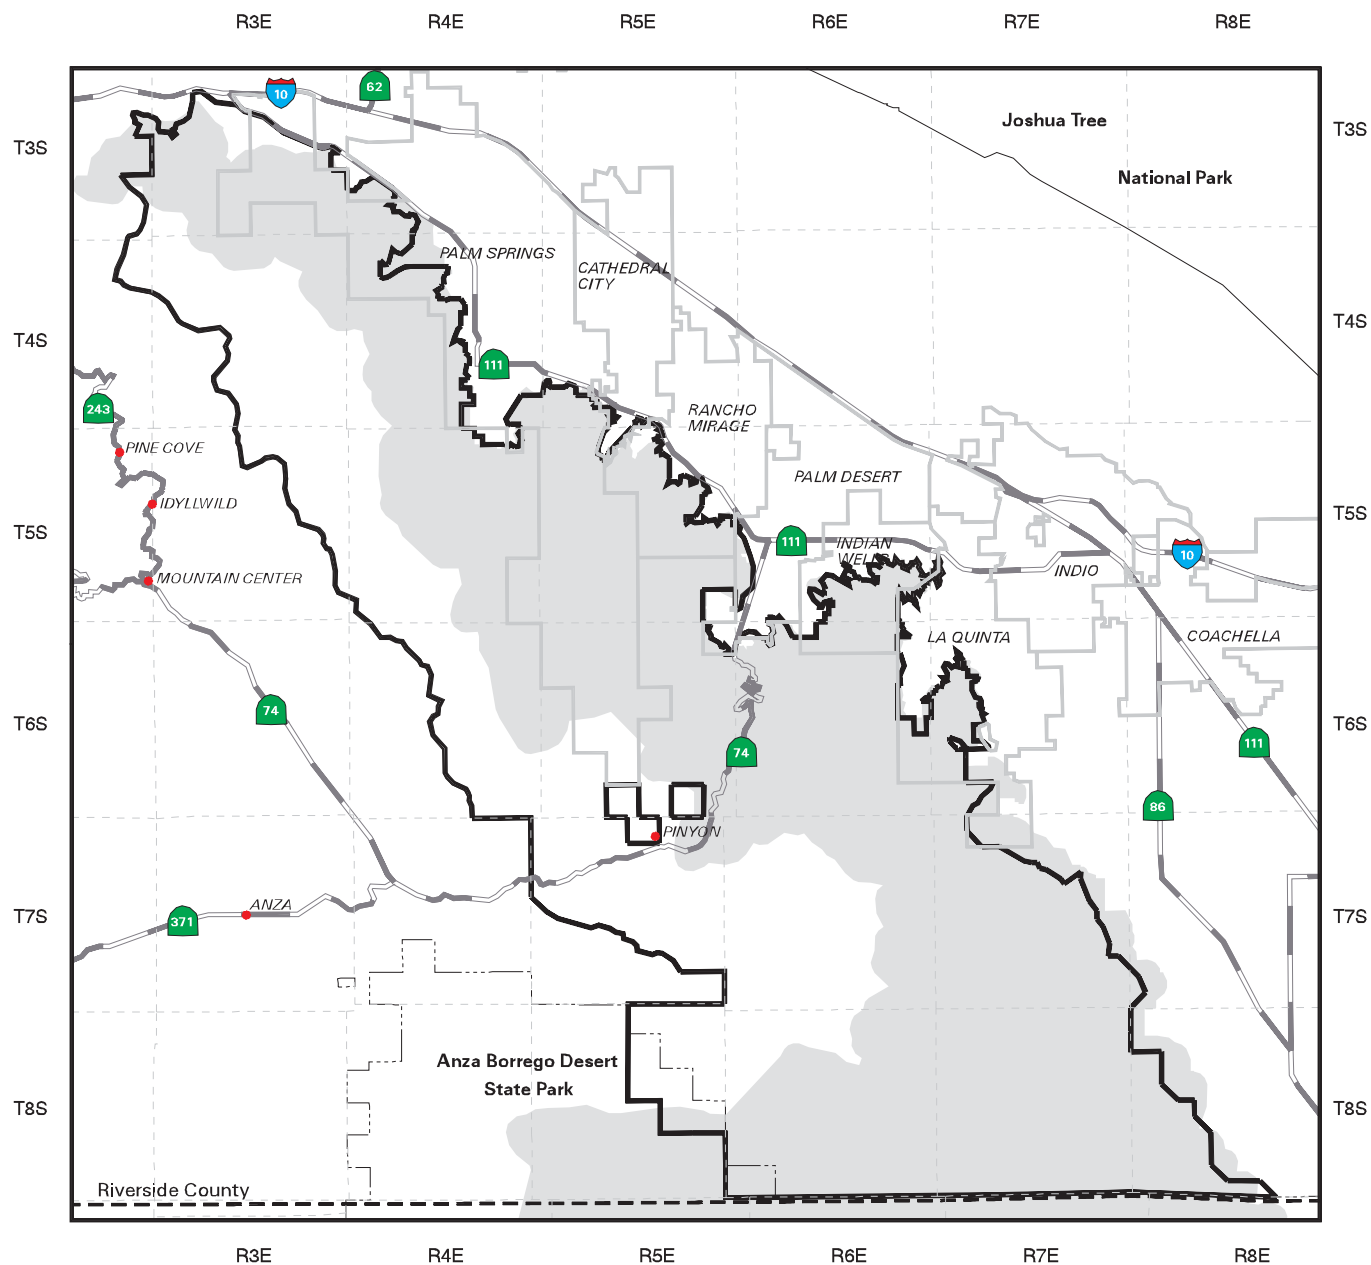 R3E R4E R5E R6E R7E R8E
62
10
Joshua Tree
T3S
T3S
National Park
PALM SPRINGS
CATHEDRAL
CITY
T4S
T4S
111
243
RANCHO
MIRAGE
PINE COVE
PALM DESERT
IDYLLWILD
T5S
T5S
111
INDIAN
WELLS
10
INDIO
MOUNTAIN CENTER
LA QUINTA
COACHELLA
74
T6S
T6S
74
111
86
PINYON
ANZA
371
T7S
T7S
Anza Borrego Desert
State Park
T8S
T8S
Riverside County
R3E R4E R5E R6E R7E R8E